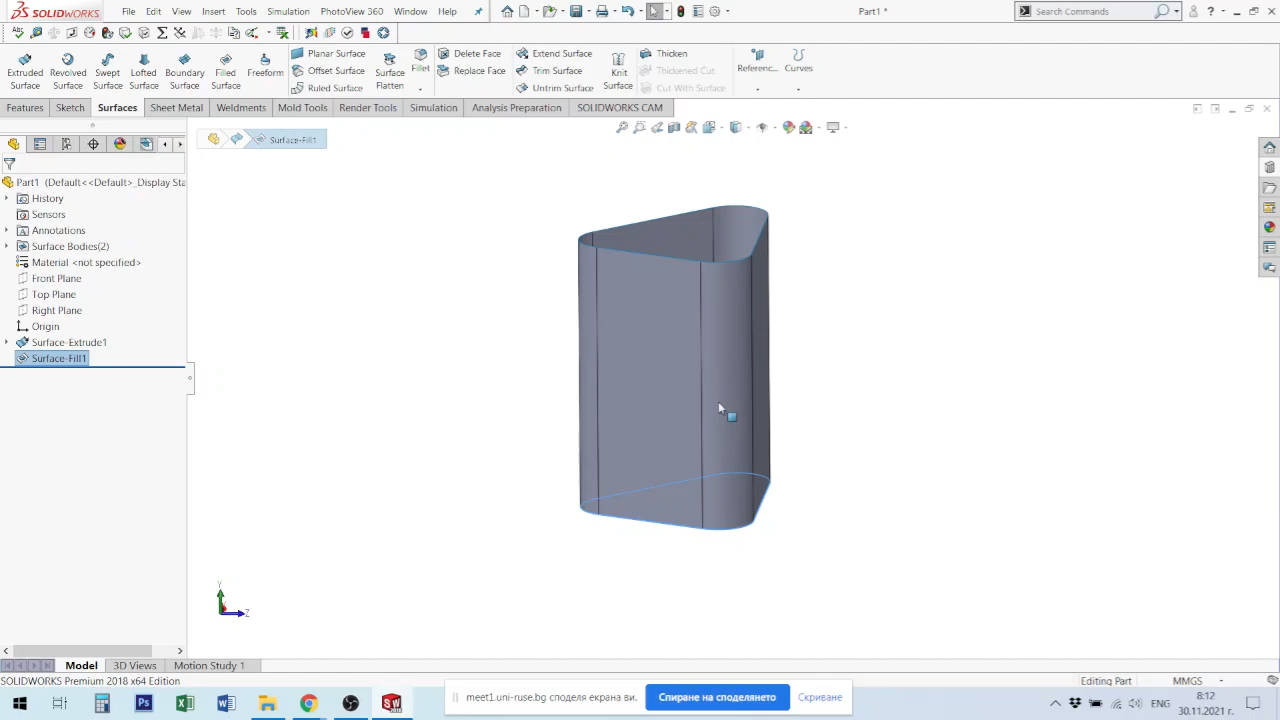 SOLIDWORKS File Edit View Insert Tools Simulation PhotoView 360 Window Help Part1 * Search Commands
Extruded Surface
Revolved Surface
Swept Surface
Lofted Surface
Boundary Surface
Filled Surface
Freeform
Planar Surface
Offset Surface
Ruled Surface
Surface Flatten
Fillet
Delete Face
Replace Face
Extend Surface
Trim Surface
Untrim Surface
Knit Surface
Thicken
Thickened Cut
Cut With Surface
Referenc...
Curves
Features Sketch Surfaces Sheet Metal Weldments Mold Tools Render Tools Simulation Analysis Preparation SOLIDWORKS CAM
Surface-Fill1
Part1 (Default<<Default>_Display Sta
History
Sensors
Annotations
Surface Bodies(2)
Material <not specified>
Front Plane
Top Plane
Right Plane
Origin
Surface-Extrude1
Surface-Fill1
Y
Z
Model 3D Views Motion Study 1
SOLIDWORKS Premium 2018 x64 Edition
Editing Part MMGS
meet1.uni-ruse.bg споделя екрана ви. Спиране на споделянето Скриване
ENG
8:12
30.11.2021 г.